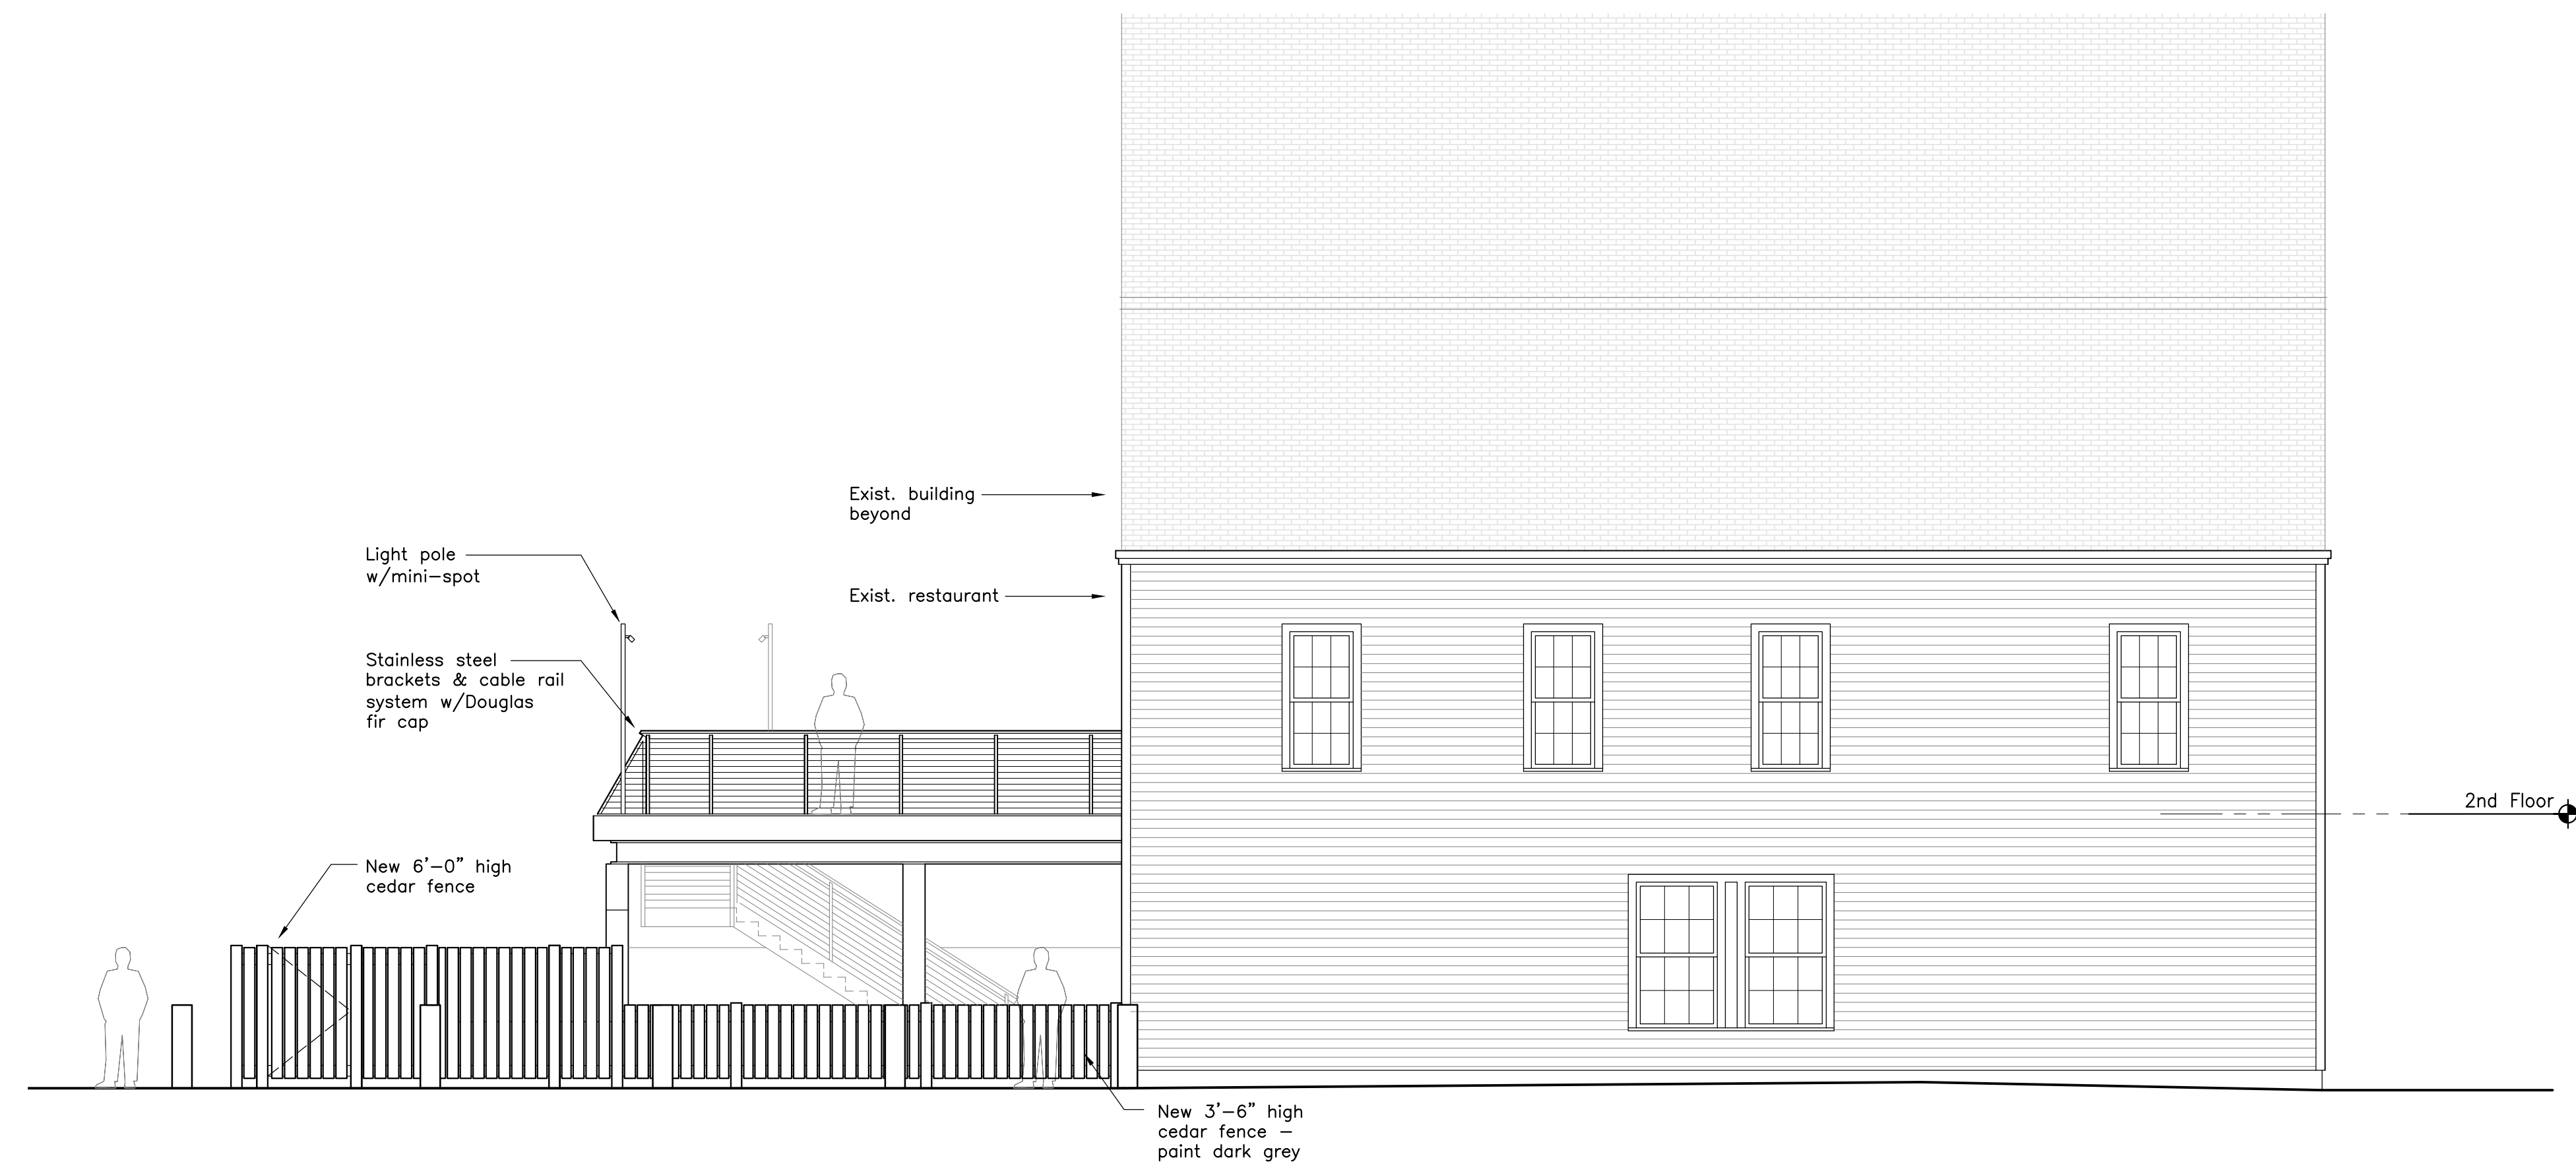 Exist. building
beyond
Light pole
w/mini-spot
Exist. restaurant
Stainless steel
brackets & cable rail
system w/Douglas
fir cap
2nd Floor
New 6'-0" high
cedar fence
New 3'-6" high
cedar fence -
paint dark grey